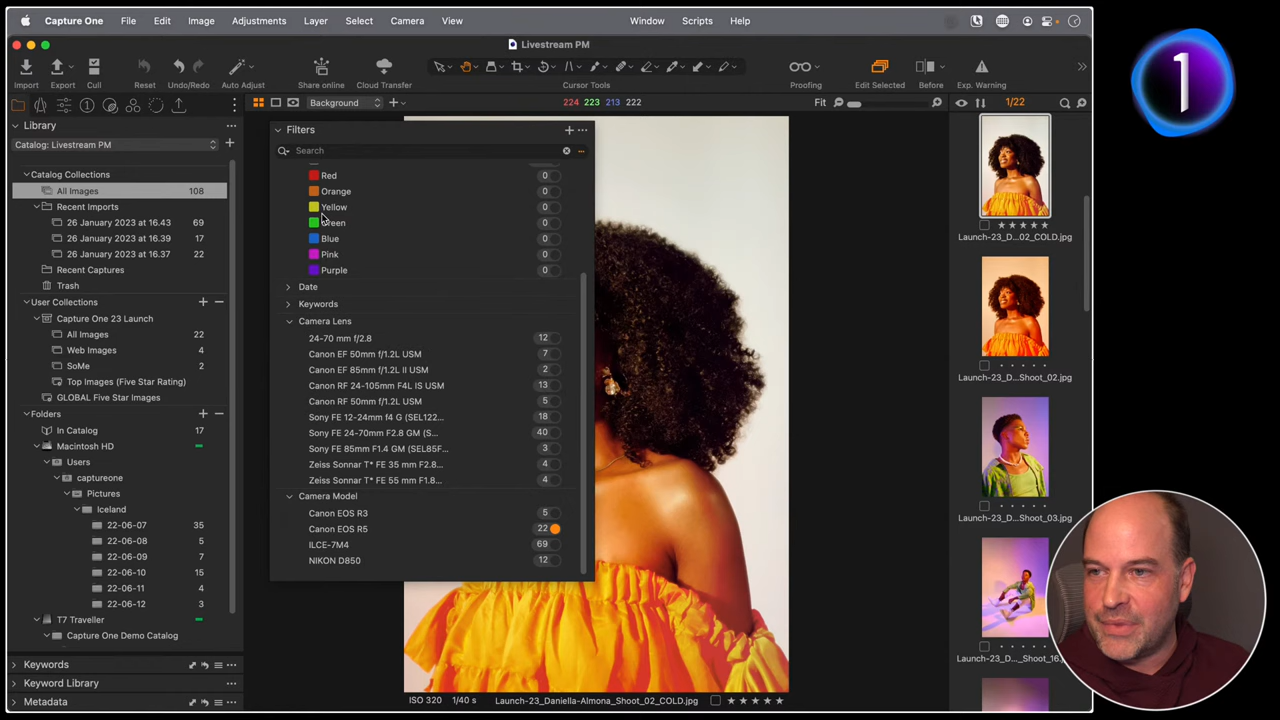 Capture One File Edit Image Adjustments Layer Select Camera View Window Scripts Help
Livestream PM
Import Export Cull Reset Undo/Redo Auto Adjust Share online Cloud Transfer Cursor Tools Proofing Edit Selected Before Exp. Warning
Background 224 223 213 222 Fit 1/22
1
Library
Catalog: Livestream PM
Catalog Collections
All Images 108
Recent Imports
26 January 2023 at 16.43 69
26 January 2023 at 16.39 17
26 January 2023 at 16.37 22
Recent Captures
Trash
User Collections
Capture One 23 Launch
All Images 22
Web Images 4
SoMe 2
Top Images (Five Star Rating)
GLOBAL Five Star Images
Folders
In Catalog 17
Macintosh HD
Users
captureone
Pictures
Iceland
22-06-07 35
22-06-08 5
22-06-09 7
22-06-10 15
22-06-11 4
22-06-12 3
T7 Traveller
Capture One Demo Catalog
Keywords
Keyword Library
Metadata
Filters
Search
Red 0
Orange 0
Yellow 0
Green 0
Blue 0
Pink 0
Purple 0
Date
Keywords
Camera Lens
24-70 mm f/2.8 12
Canon EF 50mm f/1.2L USM 7
Canon EF 85mm f/1.2L II USM 2
Canon RF 24-105mm F4L IS USM 13
Canon RF 50mm f/1.2L USM 5
Sony FE 12-24mm f4 G (SEL122... 18
Sony FE 24-70mm F2.8 GM (S... 40
Sony FE 85mm F1.4 GM (SEL85F... 3
Zeiss Sonnar T* FE 35 mm F2.8... 4
Zeiss Sonnar T* FE 55 mm F1.8... 4
Camera Model
Canon EOS R3 5
Canon EOS R5 22
ILCE-7M4 69
NIKON D850 12
ISO 320 1/40 s Launch-23_Daniella-Almona_Shoot_02_COLD.jpg
Launch-23_D...02_COLD.jpg
Launch-23_D...Shoot_02.jpg
Launch-23_D...Shoot_03.jpg
Launch-23_D..._Shoot_16.jpg